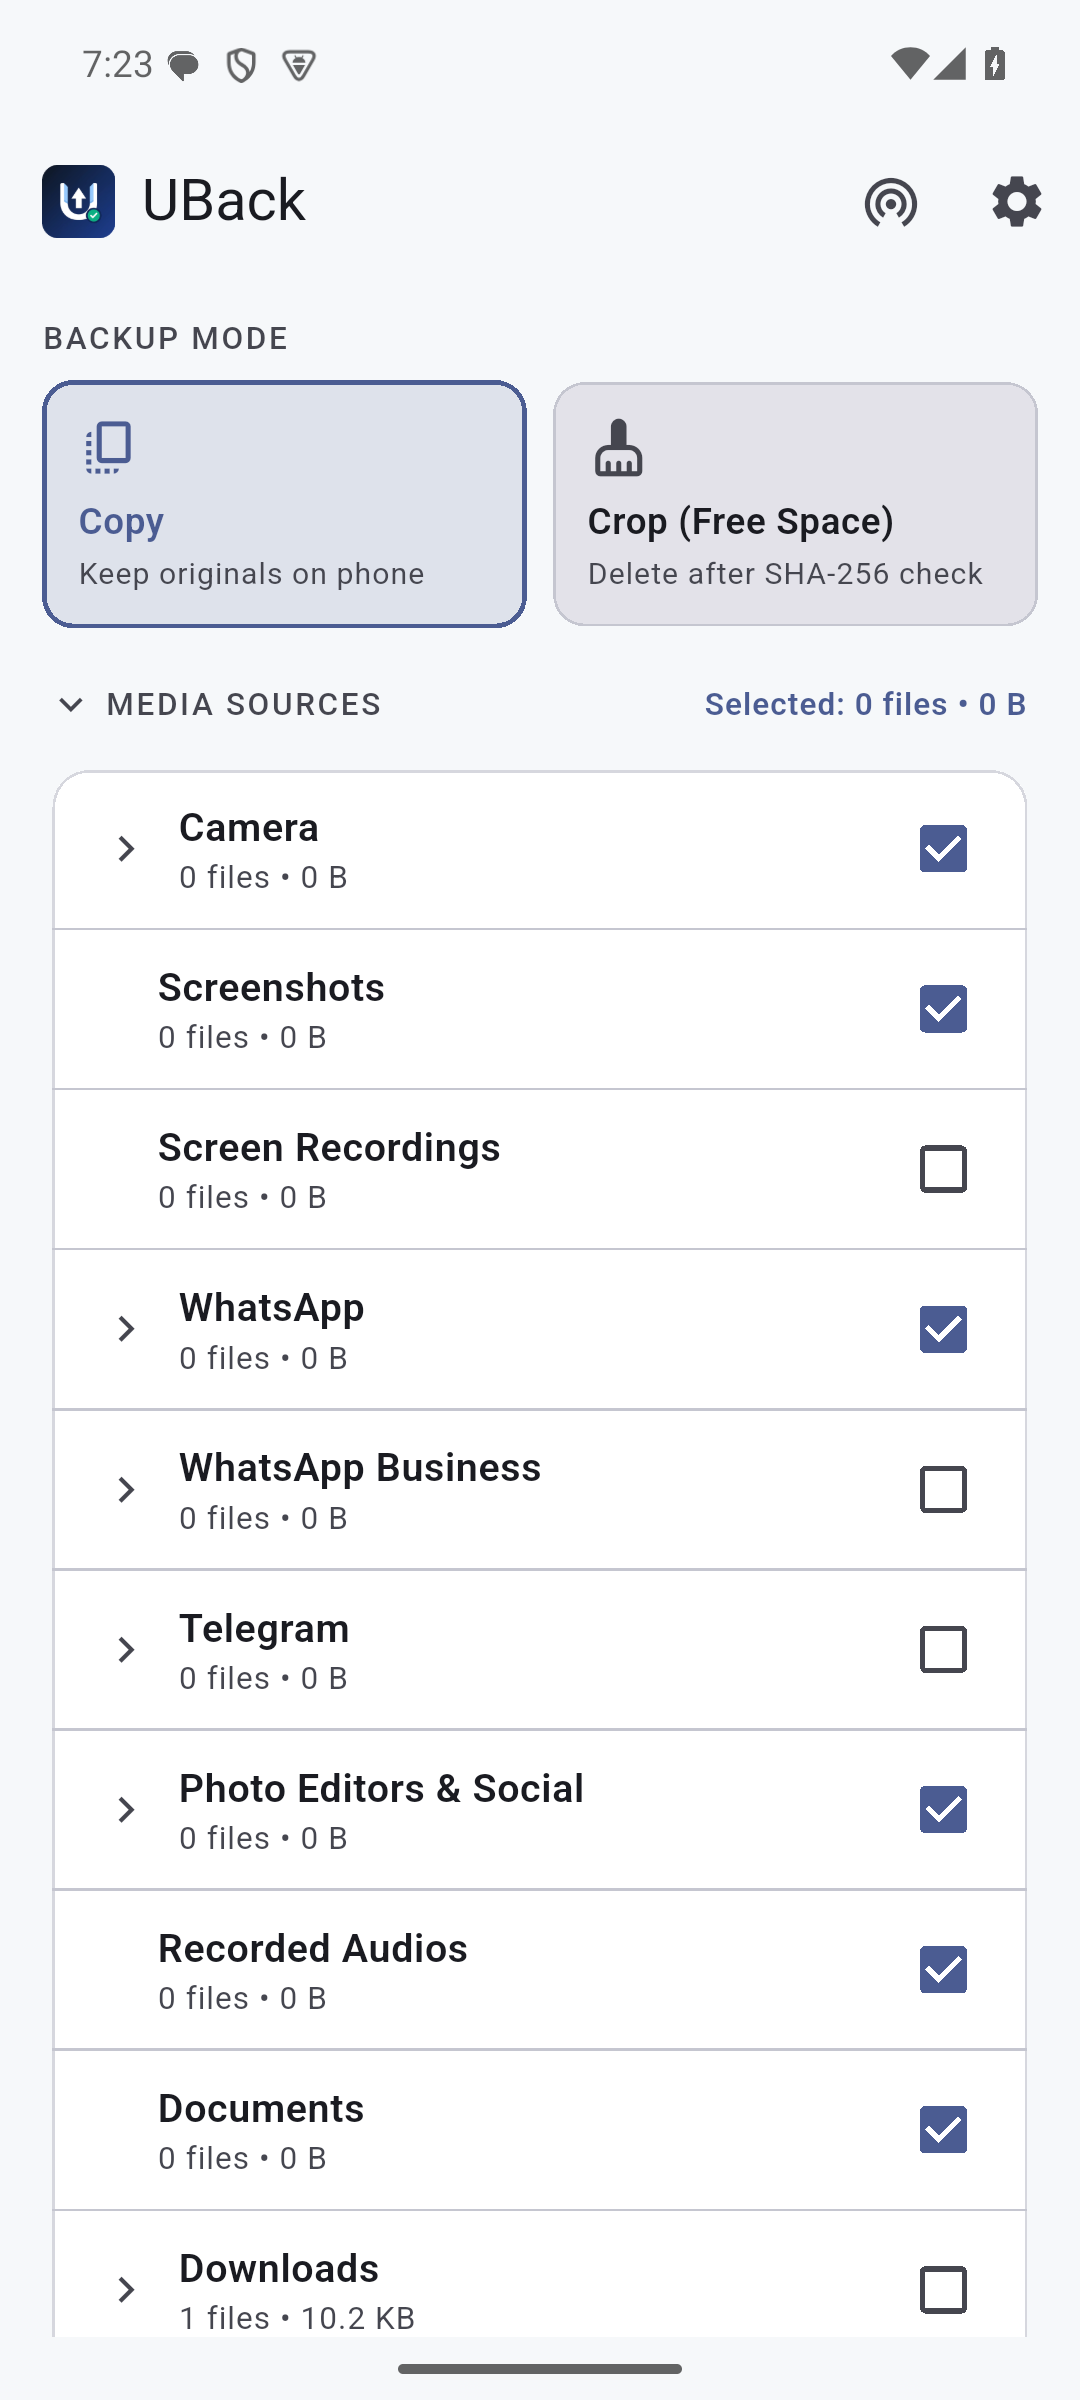 7:23
UBack
BACKUP MODE
Copy
Keep originals on phone
Crop (Free Space)
Delete after SHA-256 check
MEDIA SOURCES
Selected: 0 files • 0 B
Camera
0 files • 0 B
Screenshots
0 files • 0 B
Screen Recordings
0 files • 0 B
WhatsApp
0 files • 0 B
WhatsApp Business
0 files • 0 B
Telegram
0 files • 0 B
Photo Editors & Social
0 files • 0 B
Recorded Audios
0 files • 0 B
Documents
0 files • 0 B
Downloads
1 files • 10.2 KB